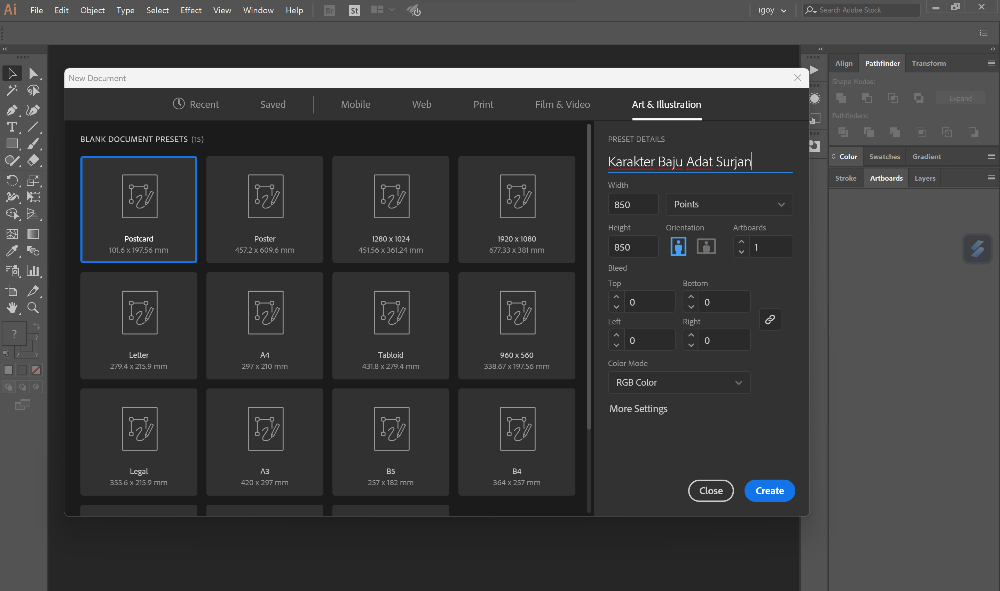 Ai File Edit Object Type Select Effect View Window Help Br St igoy Search Adobe Stock
New Document
Recent Saved Mobile Web Print Film & Video Art & Illustration
BLANK DOCUMENT PRESETS (15)
Postcard
101.6 x 197.56 mm
Poster
457.2 x 609.6 mm
1280 x 1024
451.56 x 361.24 mm
1920 x 1080
677.33 x 381 mm
Letter
279.4 x 215.9 mm
A4
297 x 210 mm
Tabloid
431.8 x 279.4 mm
960 x 560
338.67 x 197.56 mm
Legal
355.6 x 215.9 mm
A3
420 x 297 mm
B5
257 x 182 mm
B4
364 x 257 mm
PRESET DETAILS
Karakter Baju Adat Surjan
Width
850 Points
Height Orientation Artboards
850 1
Bleed
Top Bottom
0 0
Left Right
0 0
Color Mode
RGB Color
More Settings
Close Create
Align Pathfinder Transform
Shape Modes:
Expand
Pathfinders:
Color Swatches Gradient
Stroke Artboards Layers
?
?
? ?